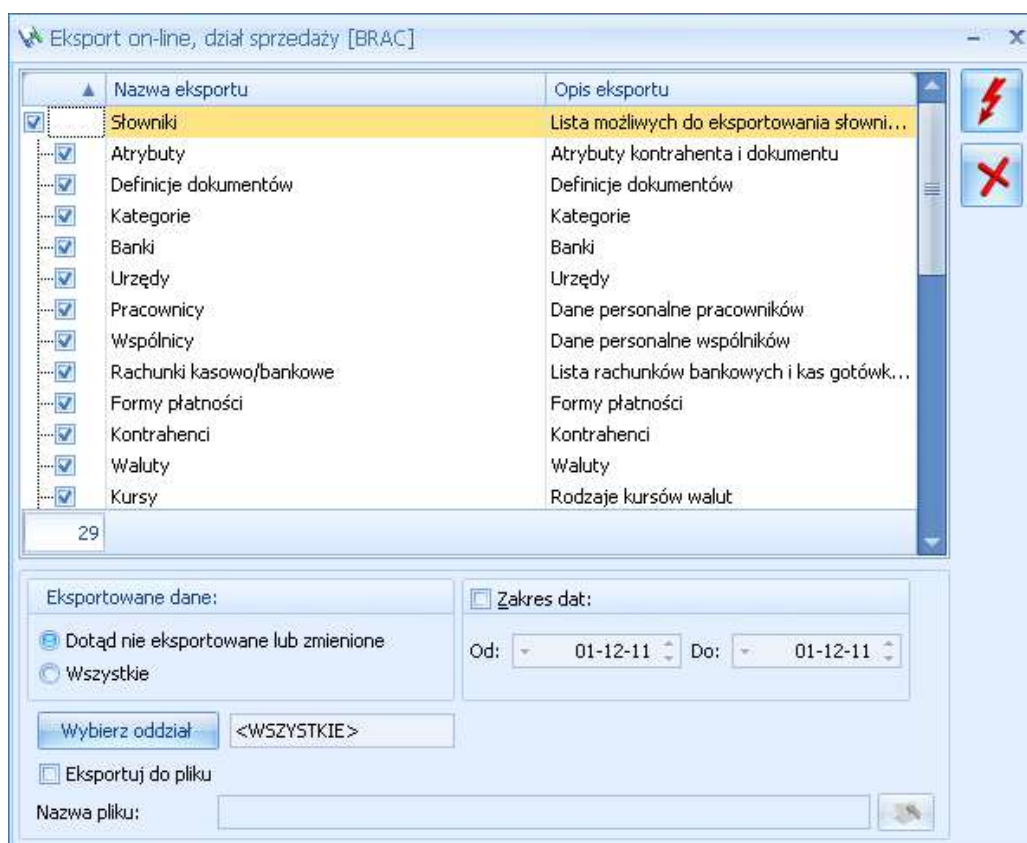 Eksport on-line, dział sprzedaży [BRAC]
Nazwa eksportu Opis eksportu
Słowniki Lista możliwych do eksportowania słowni...
Atrybuty Atrybuty kontrahenta i dokumentu
Definicje dokumentów Definicje dokumentów
Kategorie Kategorie
Banki Banki
Urzędy Urzędy
Pracownicy Dane personalne pracowników
Wspólnicy Dane personalne wspólników
Rachunki kasowo/bankowe Lista rachunków bankowych i kas gotówk...
Formy płatności Formy płatności
Kontrahenci Kontrahenci
Waluty Waluty
Kursy Rodzaje kursów walut
29
Eksportowane dane: Zakres dat:
Dotąd nie eksportowane lub zmienione
Od: 01-12-11 Do: 01-12-11
Wszystkie
Wybierz oddział <WSZYSTKIE>
Eksportuj do pliku
Nazwa pliku: